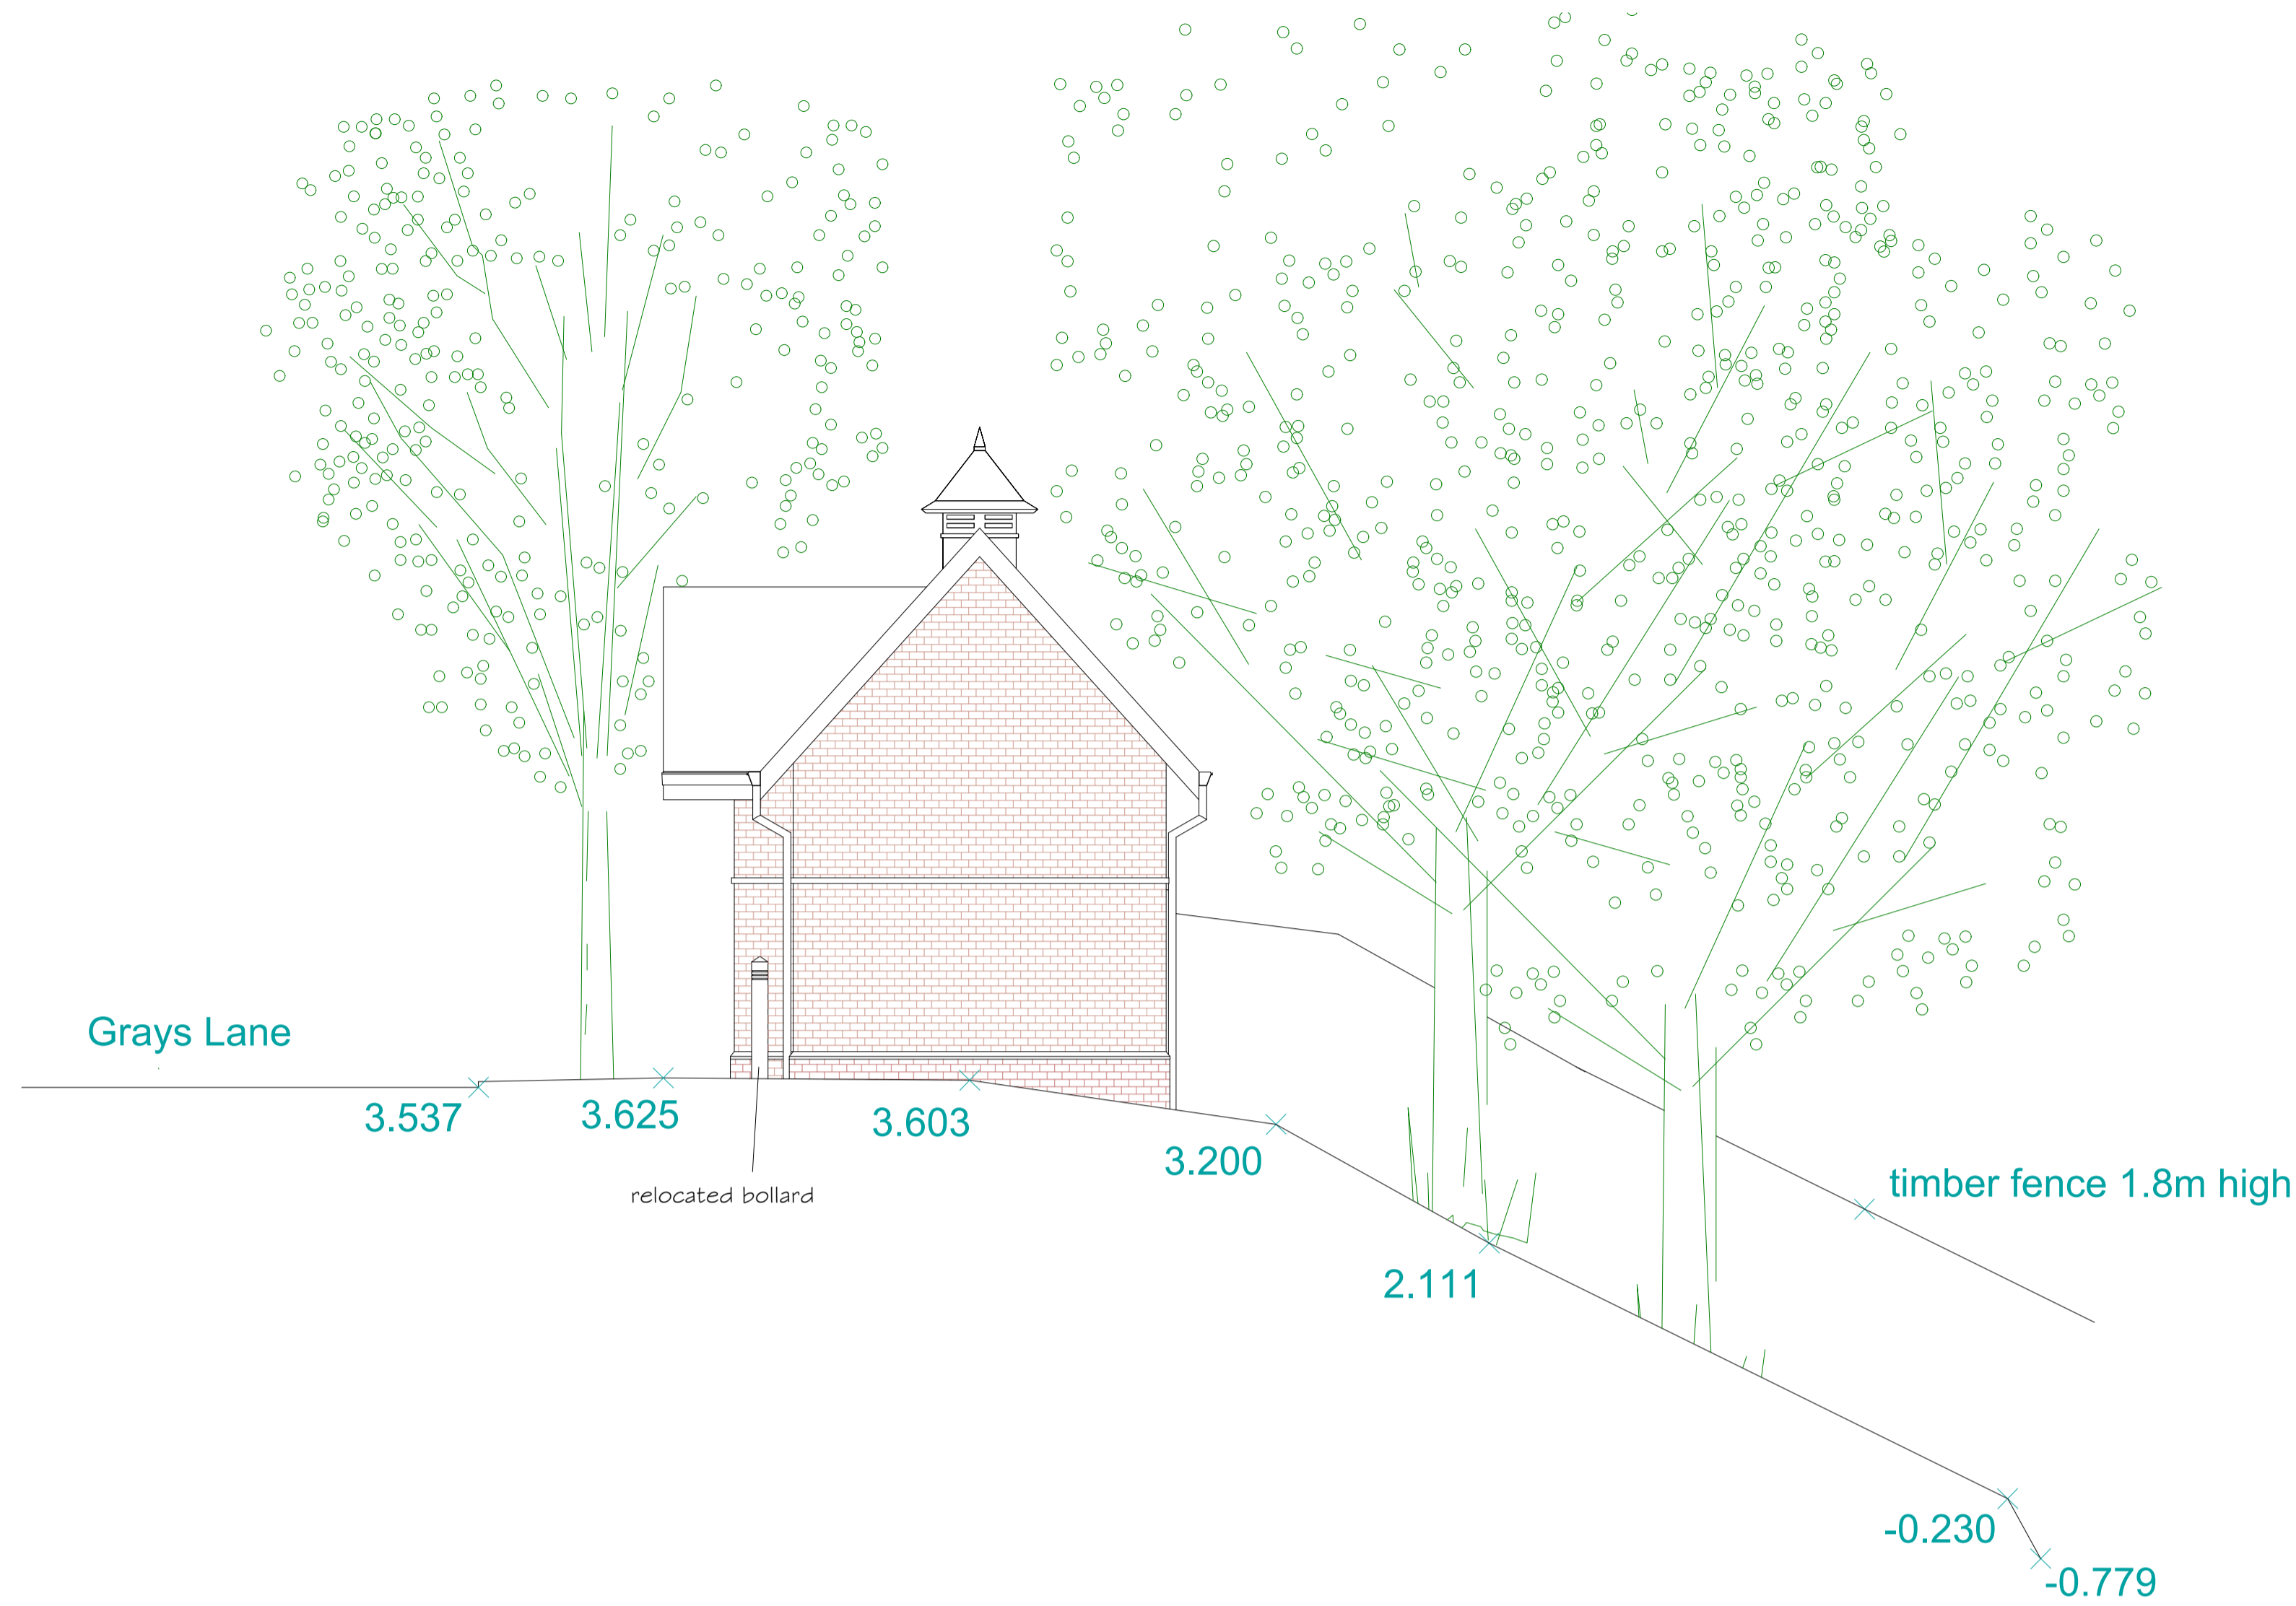 Grays Lane
3.537
3.625
3.603
3.200
relocated bollard
timber fence 1.8m high
2.111
-0.230
-0.779